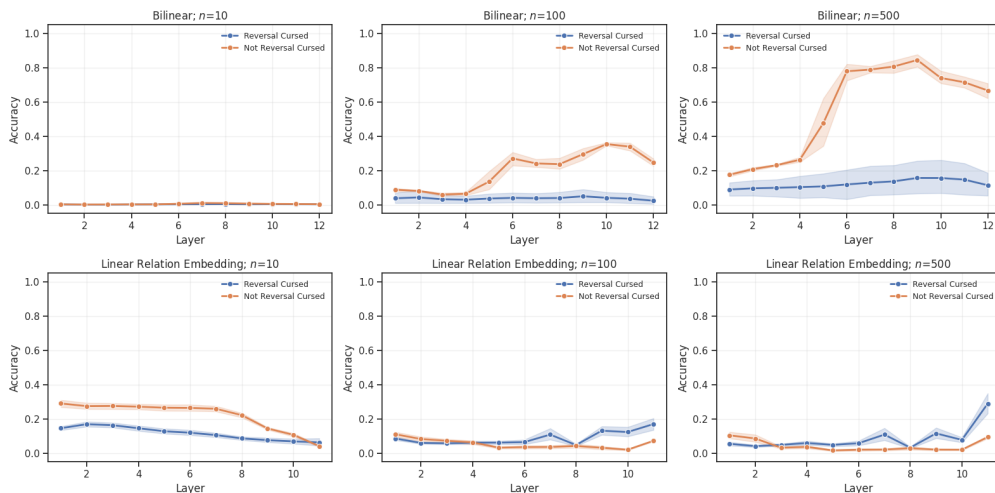 Bilinear; n=10
Accuracy
1.0
0.8
0.6
0.4
0.2
0.0
Reversal Cursed
Not Reversal Cursed
2 4 6 8 10 12
Layer
Bilinear; n=100
Accuracy
1.0
0.8
0.6
0.4
0.2
0.0
Reversal Cursed
Not Reversal Cursed
2 4 6 8 10 12
Layer
Bilinear; n=500
Accuracy
1.0
0.8
0.6
0.4
0.2
0.0
Reversal Cursed
Not Reversal Cursed
2 4 6 8 10 12
Layer
Linear Relation Embedding; n=10
Accuracy
1.0
0.8
0.6
0.4
0.2
0.0
Reversal Cursed
Not Reversal Cursed
2 4 6 8 10
Layer
Linear Relation Embedding; n=100
Accuracy
1.0
0.8
0.6
0.4
0.2
0.0
Reversal Cursed
Not Reversal Cursed
2 4 6 8 10
Layer
Linear Relation Embedding; n=500
Accuracy
1.0
0.8
0.6
0.4
0.2
0.0
Reversal Cursed
Not Reversal Cursed
2 4 6 8 10
Layer